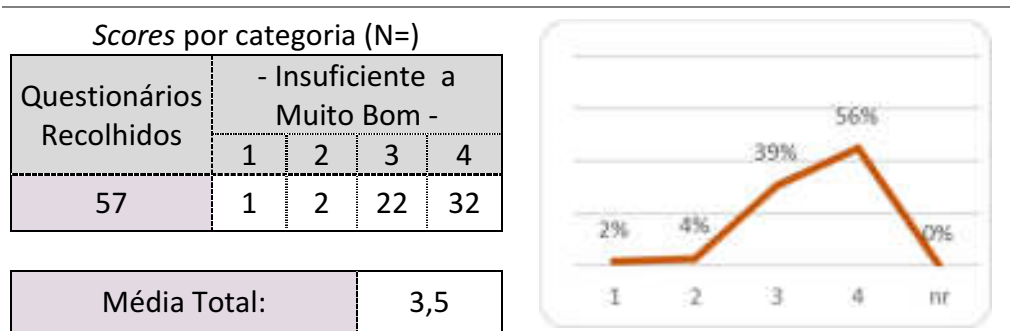 Scores por categoria (N=)
Questionários Recolhidos
- Insuficiente a
Muito Bom -
1 2 3 4
57 1 2 22 32
Média Total: 3,5
56%
39%
2% 4% 0%
1 2 3 4 nr